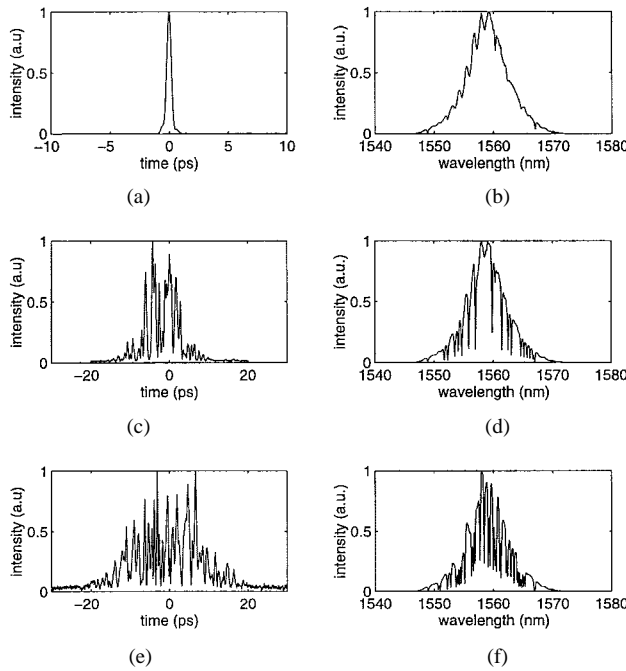 intensity (a.u)
1
0.5
0
−10 −5 0 5 10
time (ps)
(a)
intensity (a.u.)
1
0.5
0
1540 1550 1560 1570 1580
wavelength (nm)
(b)
intensity (a.u)
1
0.5
0
−20 0 20
time (ps)
(c)
intensity (a.u.)
1
0.5
0
1540 1550 1560 1570 1580
wavelength (nm)
(d)
intensity (a.u)
1
0.5
0
−20 0 20
time (ps)
(e)
intensity (a.u.)
1
0.5
0
1540 1550 1560 1570 1580
wavelength (nm)
(f)